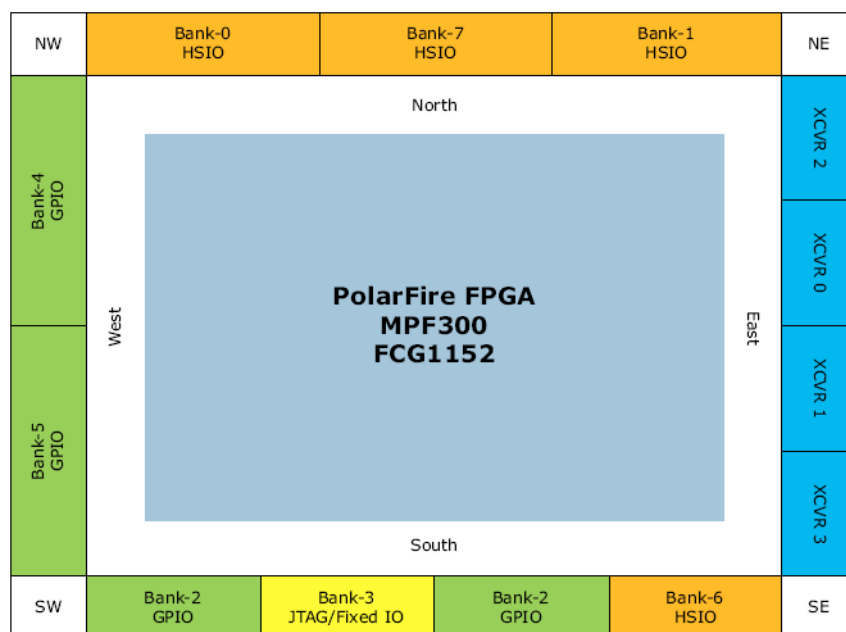 NW
Bank-0
HSIO
Bank-7
HSIO
Bank-1
HSIO
NE
North
Bank-4
GPIO
XCVR 2
XCVR 0
PolarFire FPGA
MPF300
FCG1152
West
East
XCVR 1
Bank-5
GPIO
XCVR 3
South
SW
Bank-2
GPIO
Bank-3
JTAG/Fixed IO
Bank-2
GPIO
Bank-6
HSIO
SE